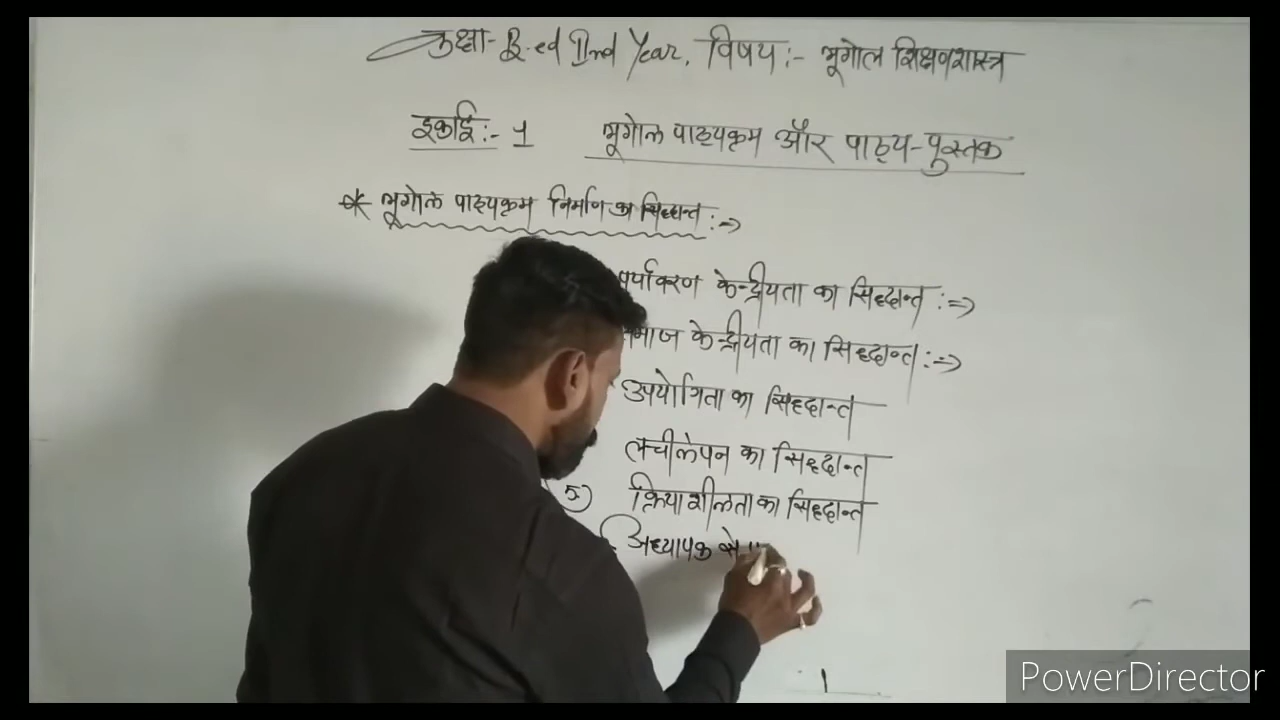 कक्षा- B.ed IInd Year, विषय:- भूगोल शिक्षणशास्त्र
इकाई:- 1 भूगोल पाठ्यक्रम और पाठ्य-पुस्तक
* भूगोल पाठ्यक्रम निर्माण का सिद्धान्त :⇒
पर्यावरण केन्द्रीयता का सिद्धान्त :⇒
समाज केन्द्रीयता का सिद्धान्त :⇒
उपयोगिता का सिद्धान्त
लचीलेपन का सिद्धान्त
5) क्रियाशीलता का सिद्धान्त
अध्यापक से
PowerDirector